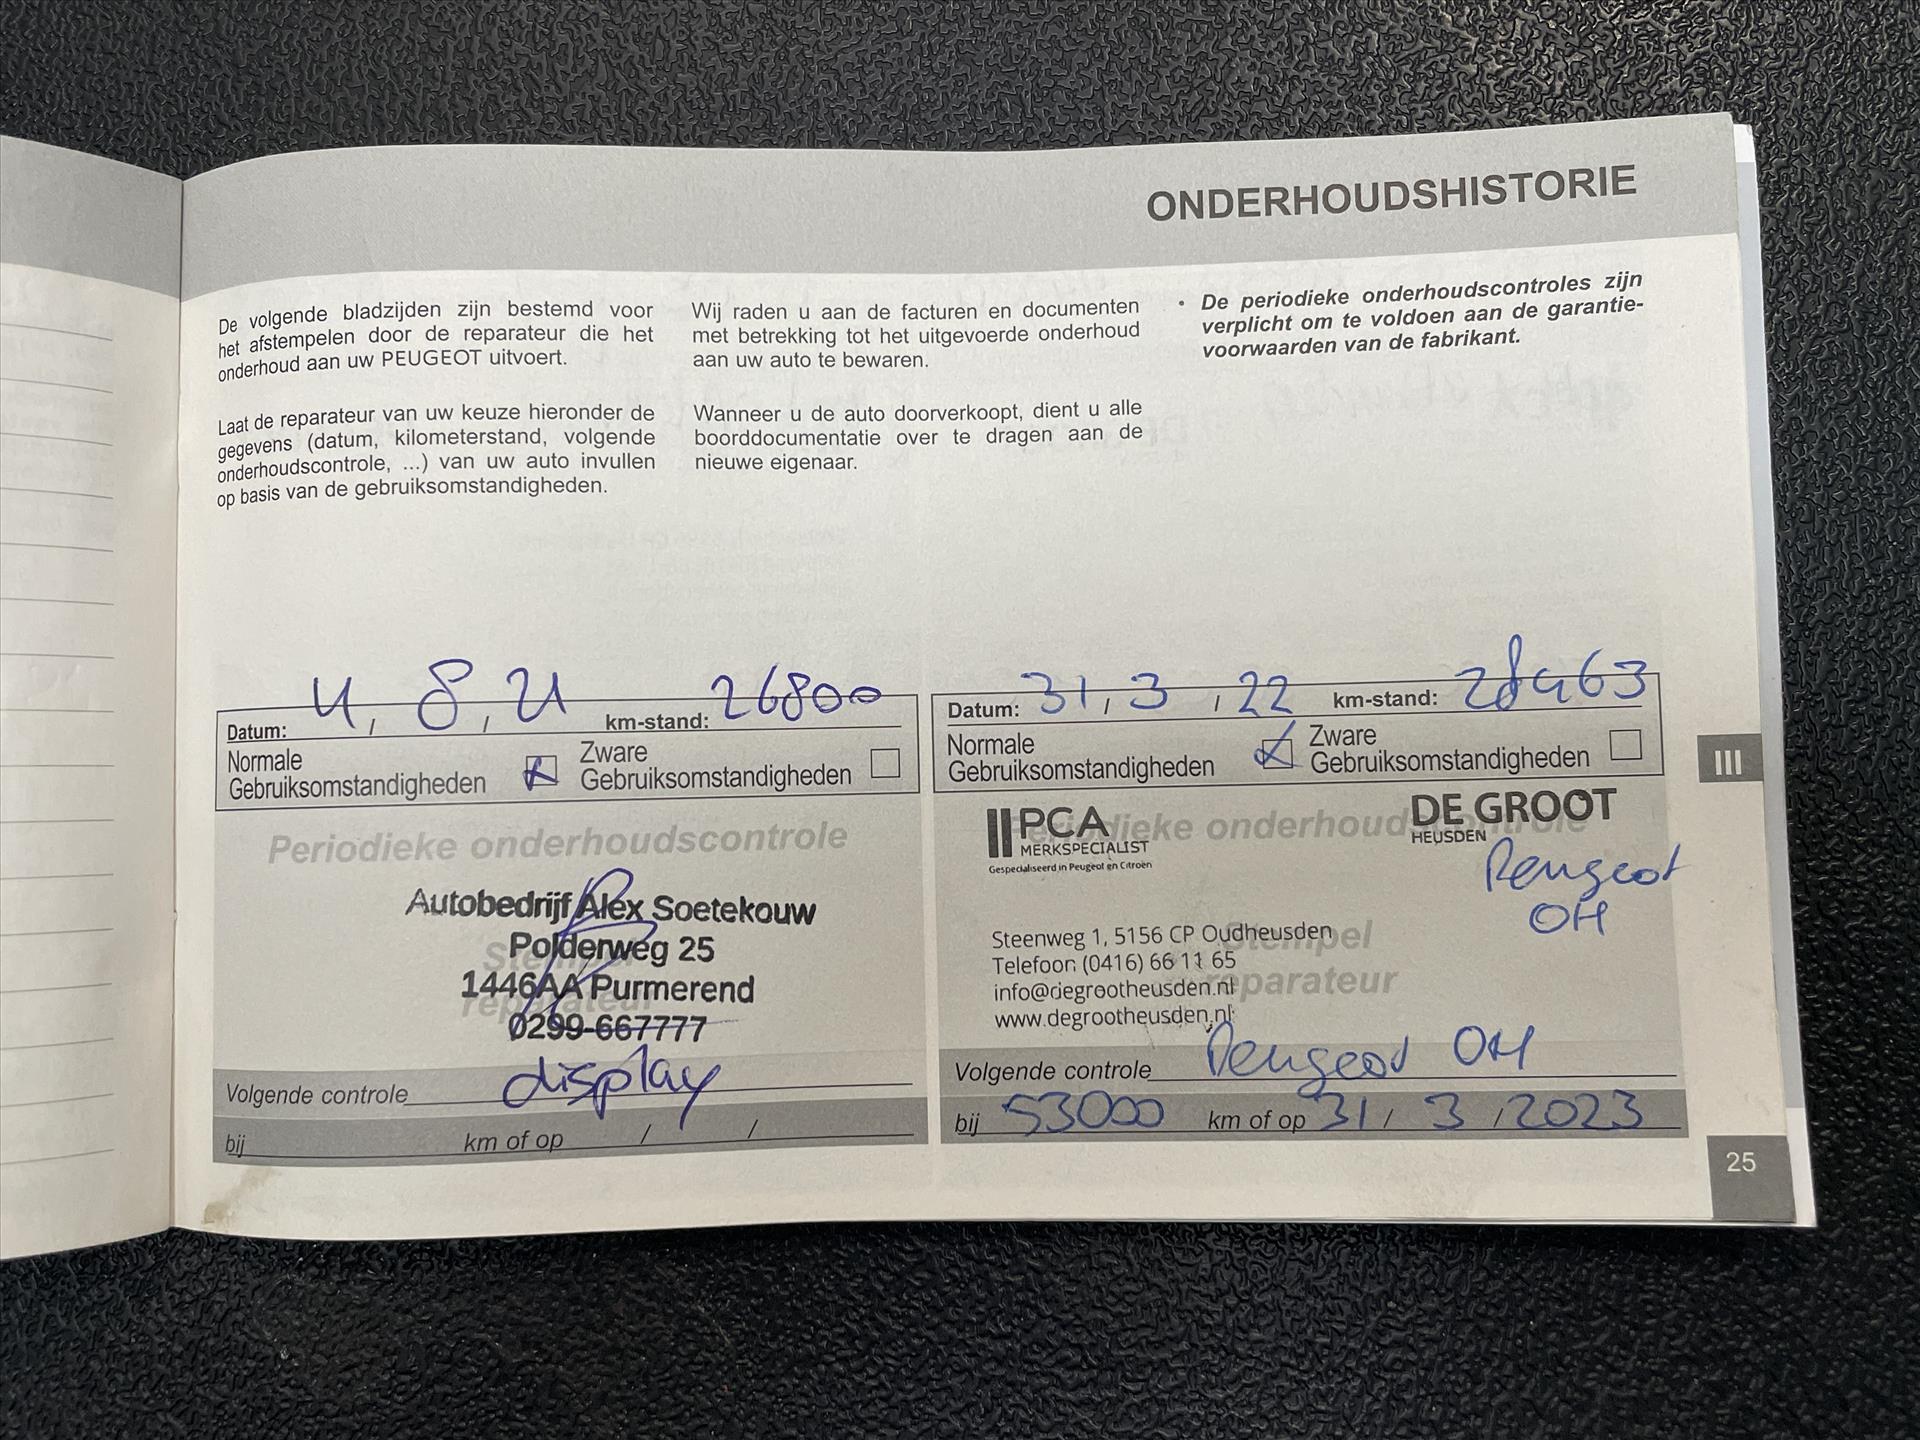 ONDERHOUDSHISTORIE
De volgende bladzijden zijn bestemd voor
het afstempelen door de reparateur die het
onderhoud aan uw PEUGEOT uitvoert.
Laat de reparateur van uw keuze hieronder de
gegevens (datum, kilometerstand, volgende
onderhoudscontrole, ...) van uw auto invullen
op basis van de gebruiksomstandigheden.
Wij raden u aan de facturen en documenten
met betrekking tot het uitgevoerde onderhoud
aan uw auto te bewaren.
Wanneer u de auto doorverkoopt, dient u alle
boorddocumentatie over te dragen aan de
nieuwe eigenaar.
• De periodieke onderhoudscontroles zijn
verplicht om te voldoen aan de garantie-
voorwaarden van de fabrikant.
Datum: , 8, 21 km-stand: 26800
Normale
Gebruiksomstandigheden
Zware
Gebruiksomstandigheden
Periodieke onderhoudscontrole
Autobedrijf Alex Soetekouw
Polderweg 25
1446AA Purmerend
0299-667777
Stempel
reparateur
Volgende controle display
bij km of op / /
Datum: 31, 3, 22 km-stand:
Normale
Gebruiksomstandigheden
Zware
Gebruiksomstandigheden
Periodieke onderhoudscontrole
PCA
MERKSPECIALIST
Gespecialiseerd in Peugeot en Citroën
DE GROOT
HEUSDEN
Peugeot
OH
Steenweg 1, 5156 CP Oudheusden
Telefoon (0416) 66 11 65
info@degrootheusden.nl
www.degrootheusden.nl
Stempel
reparateur
Volgende controle Peugeot OH
bij 53000 km of op 31/ 3 /2023
III
25